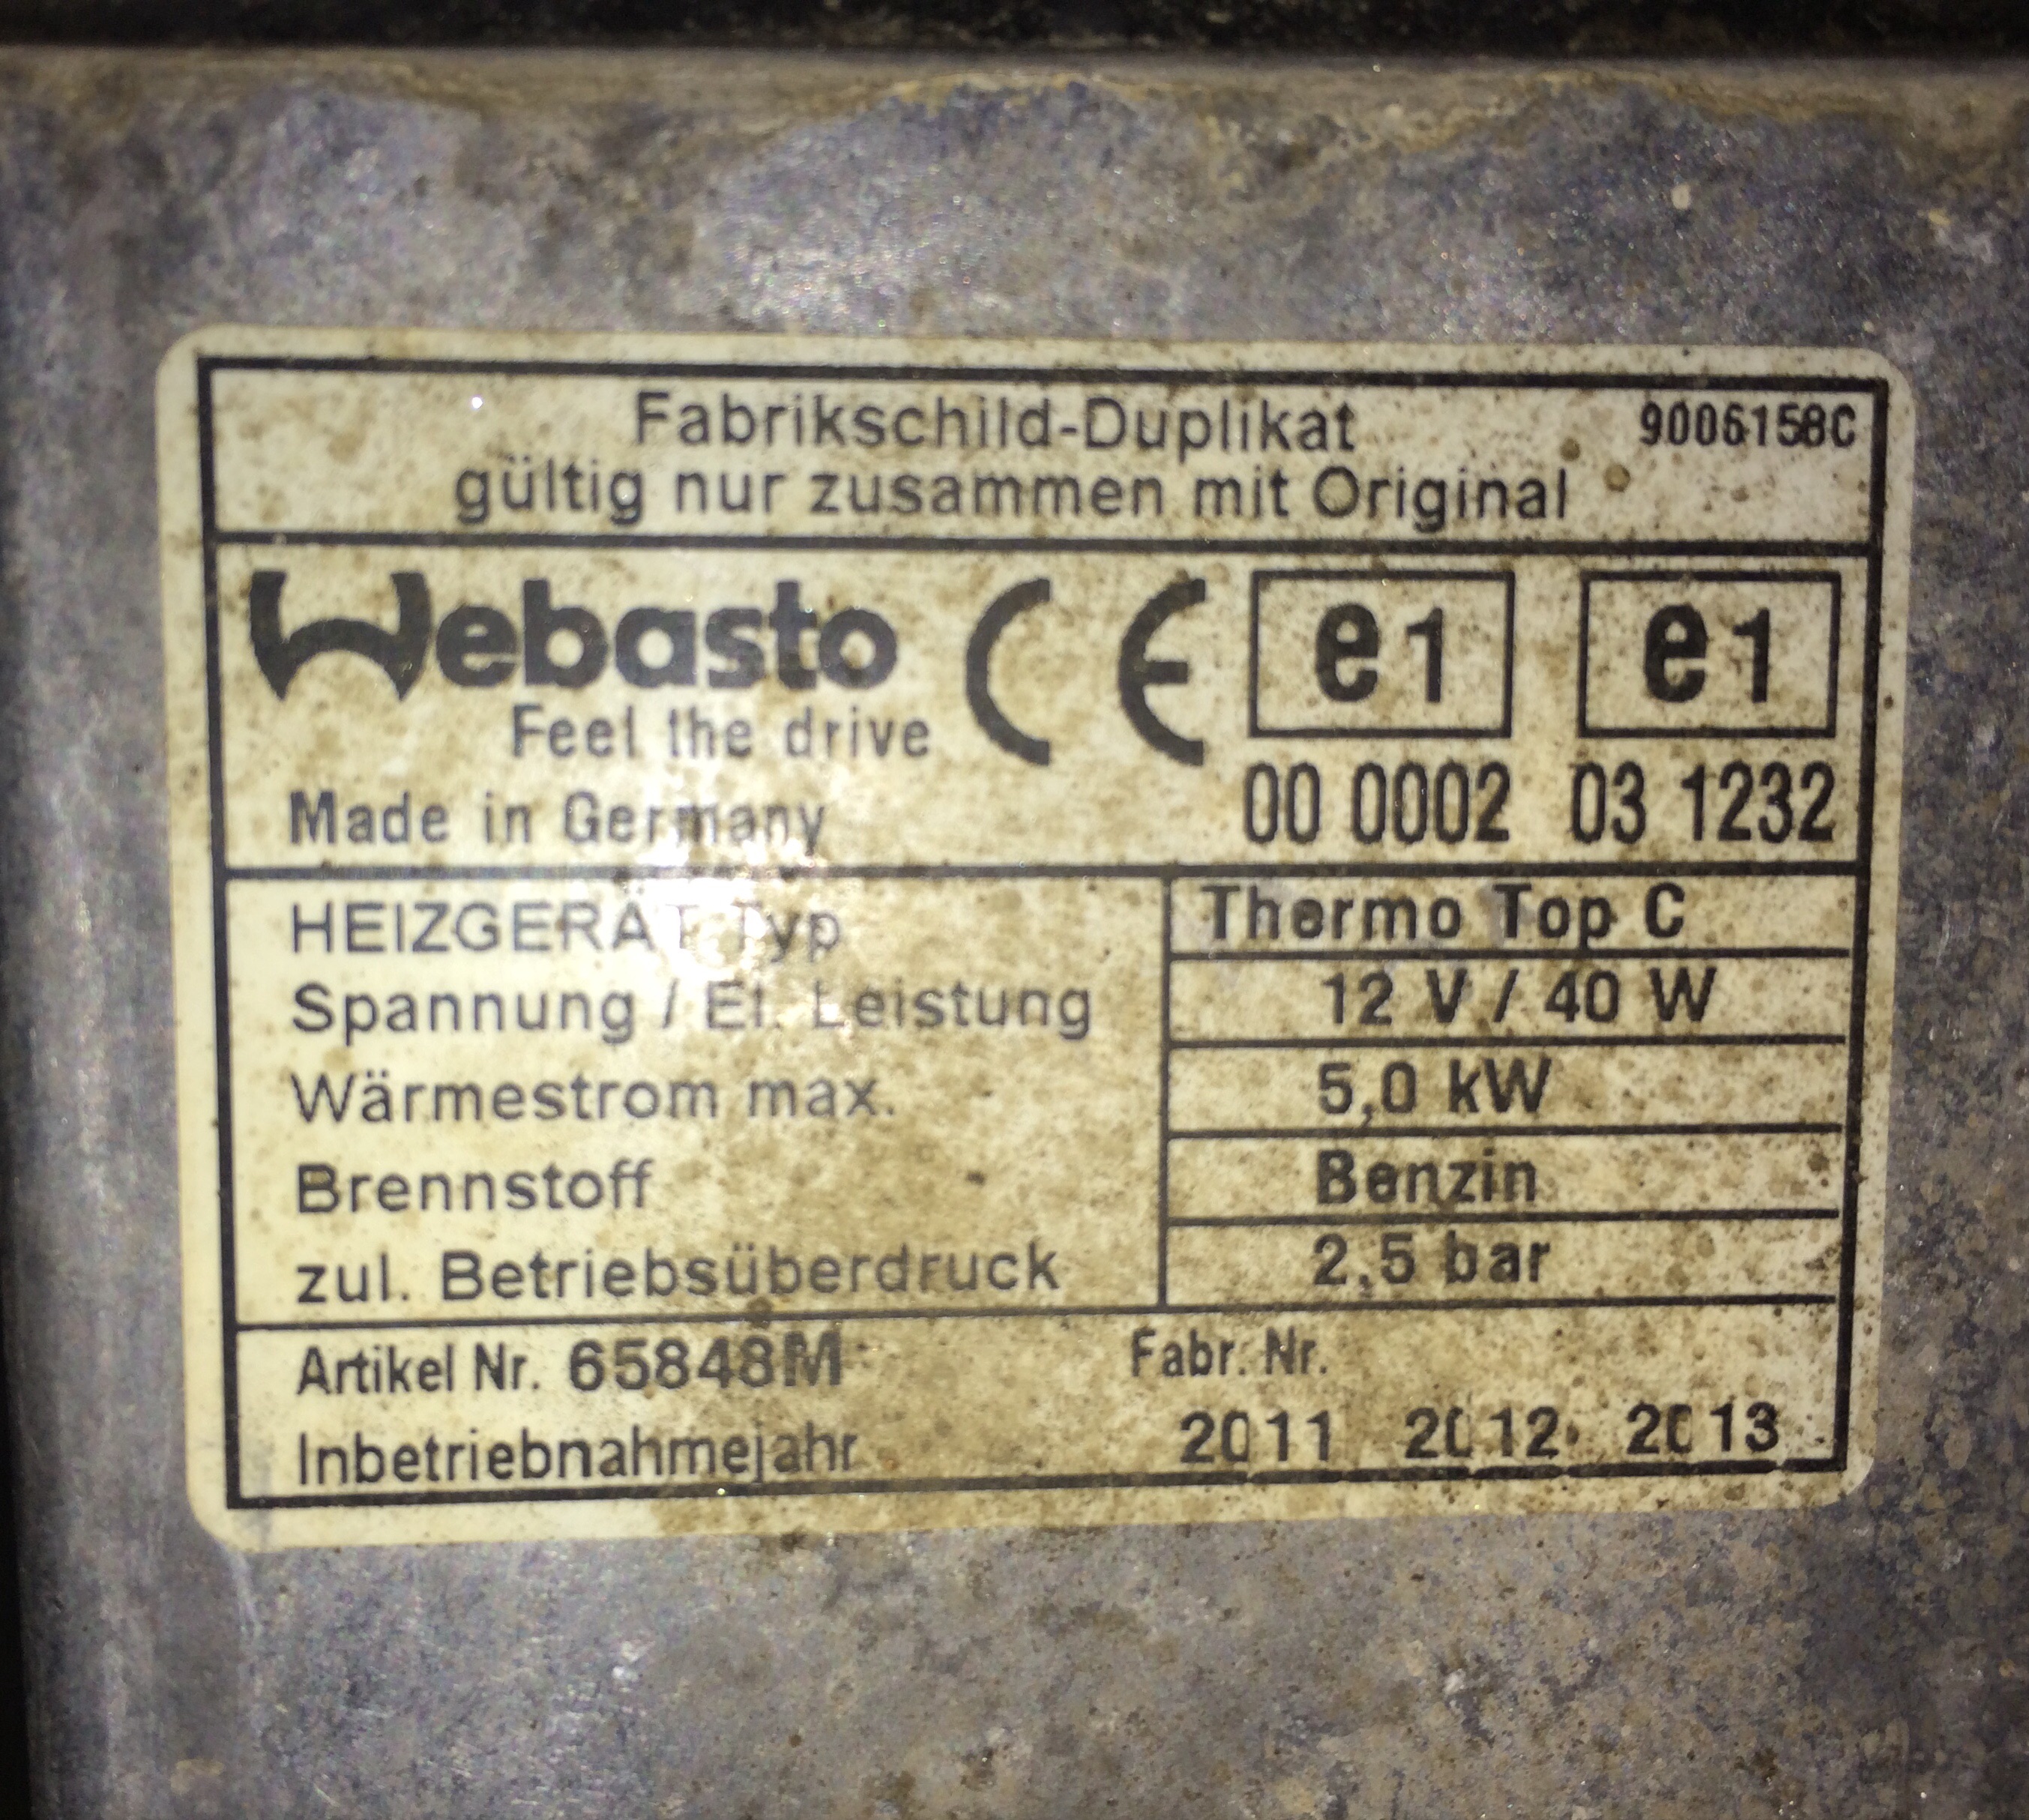 Fabrikschild-Duplikat 9006158C
gültig nur zusammen mit Original
Webasto CE e1 e1
Feel the drive
00 0002 03 1232
Made in Germany
HEIZGERÄT Typ Thermo Top C
Spannung / El. Leistung 12 V / 40 W
Wärmestrom max. 5,0 kW
Brennstoff Benzin
zul. Betriebsüberdruck 2,5 bar
Artikel Nr. 65848M Fabr. Nr.
Inbetriebnahmejahr 2011 2012 2013